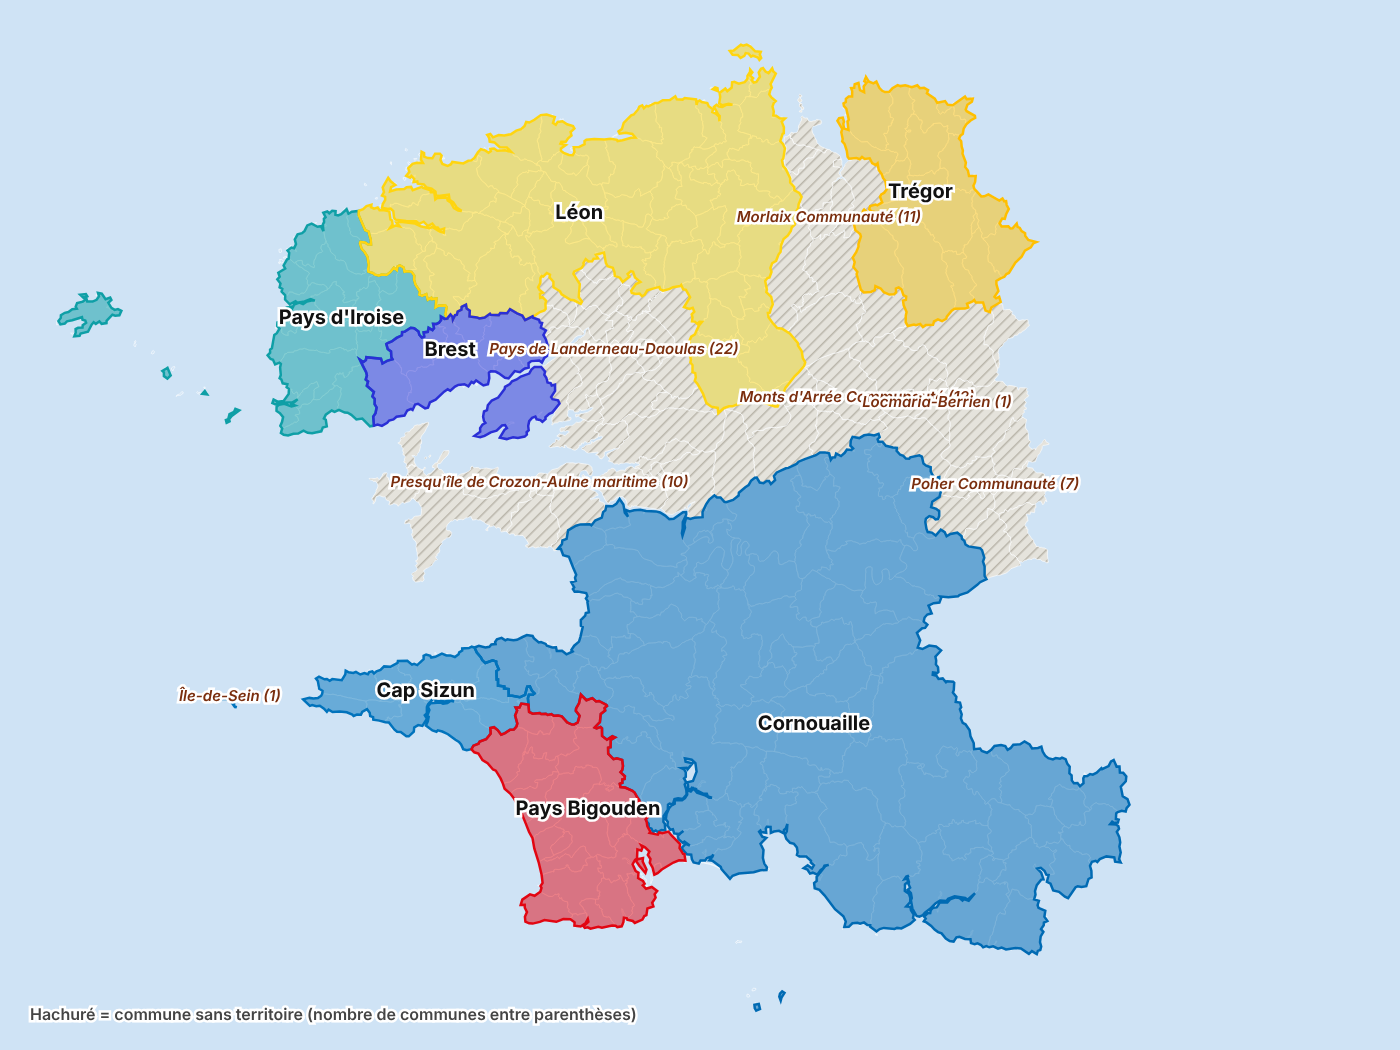 Léon
Trégor
Morlaix Communauté (11)
Pays d'Iroise
Brest
Pays de Landerneau-Daoulas (22)
Monts d'Arrée
Locmaria-Berrien (1)
Presqu'île de Crozon-Aulne maritime (10)
Poher Communauté (7)
Île-de-Sein (1)
Cap Sizun
Cornouaille
Pays Bigouden
Hachuré = commune sans territoire (nombre de communes entre parenthèses)